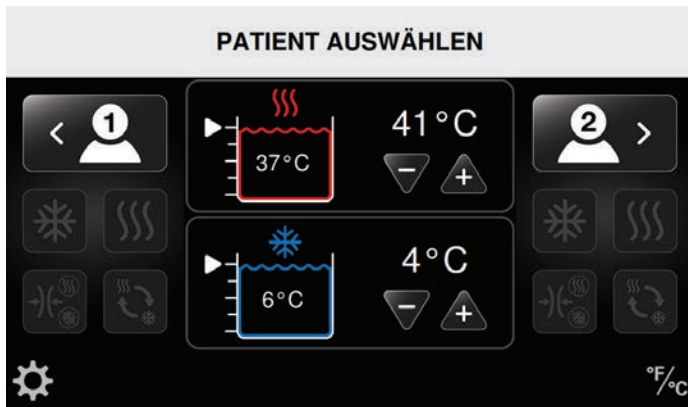 PATIENT AUSWÄHLEN
1
41°C
2
37°C
− +
4°C
6°C
− +
°F/°C